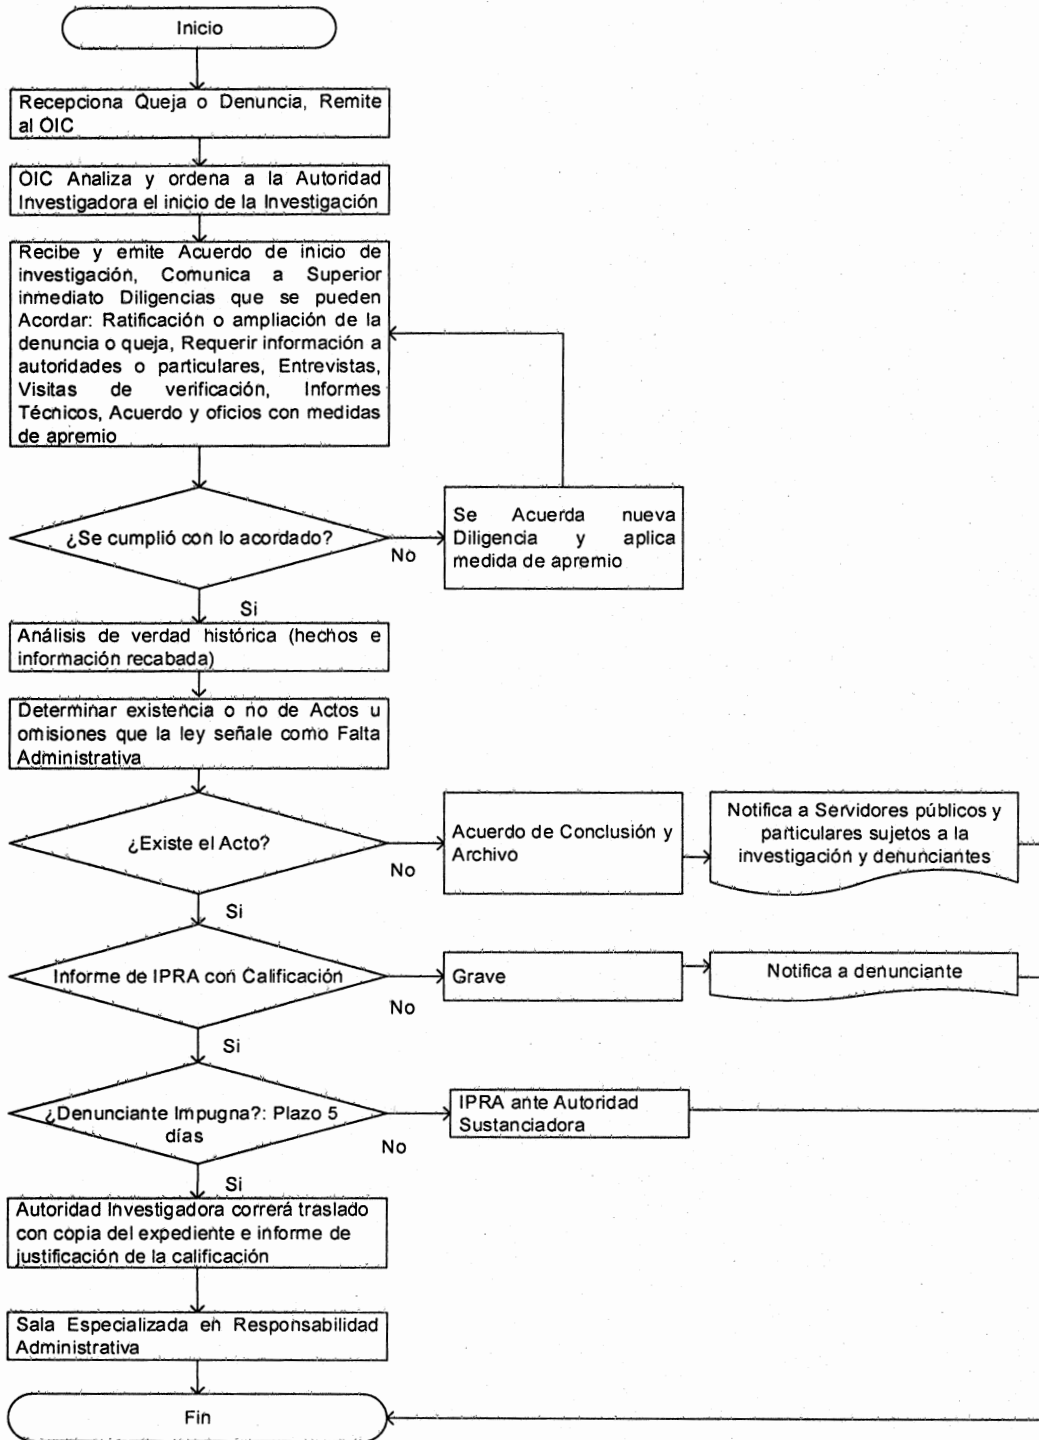 Inicio
Recepciona Queja o Denuncia, Remite
al OIC
OIC Analiza y ordena a la Autoridad
Investigadora el inicio de la Investigación
Recibe y emite Acuerdo de inicio de
investigación, Comunica a Superior
inmediato Diligencias que se pueden
Acordar: Ratificación o ampliación de la
denuncia o queja, Requerir información a
autoridades o particulares, Entrevistas,
Visitas de verificación, Informes
Técnicos, Acuerdo y oficios con medidas
de apremio
¿Se cumplió con lo acordado?
No
Se Acuerda nueva
Diligencia y aplica
medida de apremio
Si
Análisis de verdad histórica (hechos e
información recabada)
Determinar existencia o no de Actos u
omisiones que la ley señale como Falta
Administrativa
¿Existe el Acto?
No
Acuerdo de Conclusión y
Archivo
Notifica a Servidores públicos y
particulares sujetos a la
investigación y denunciantes
Si
Informe de IPRA con Calificación
No
Grave
Notifica a denunciante
Si
¿Denunciante Impugna?: Plazo 5
días
No
IPRA ante Autoridad
Sustanciadora
Si
Autoridad Investigadora correrá traslado
con copia del expediente e informe de
justificación de la calificación
Sala Especializada en Responsabilidad
Administrativa
Fin